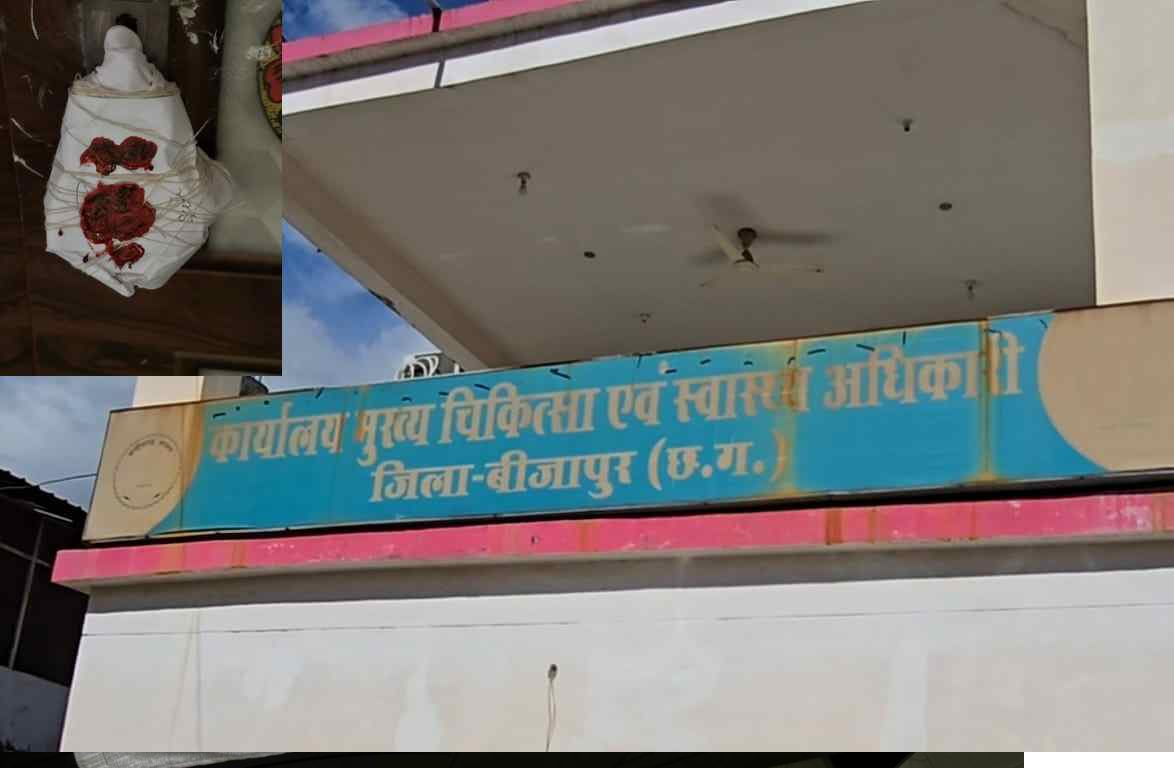 कार्यालय मुख्य चिकित्सा एवं स्वास्थ्य अधिकारी
जिला-बीजापुर (छ.ग.)